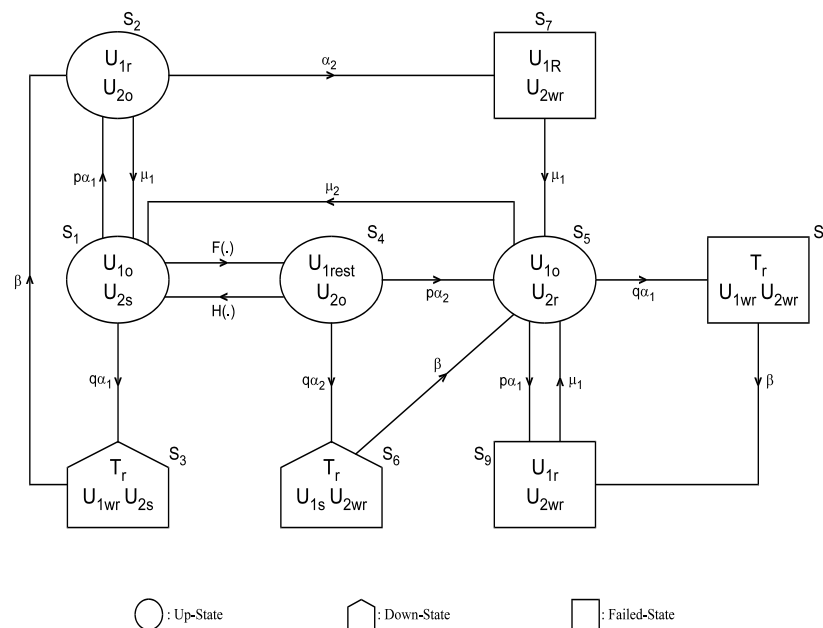 S2
U1r
U2o
α2
S7
U1R
U2wr
pα1
μ1
μ1
μ2
S1
U1o
U2s
F(.)
H(.)
S4
U1rest
U2o
pα2
S5
U1o
U2r
qα1
S
Tr
U1wr U2wr
β
qα1
qα2
β
pα1
μ1
β
S3
Tr
U1wr U2s
S6
Tr
U1s U2wr
S9
U1r
U2wr
: Up-State
: Down-State
: Failed-State